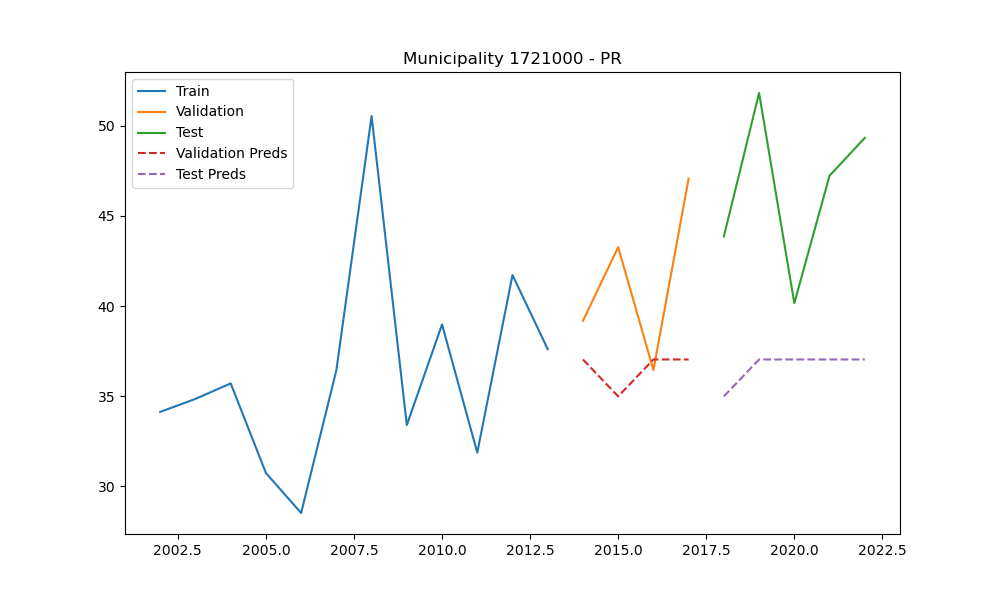 Municipality 1721000 - PR
Train
Validation
Test
Validation Preds
Test Preds
50
45
40
35
30
2002.5 2005.0 2007.5 2010.0 2012.5 2015.0 2017.5 2020.0 2022.5